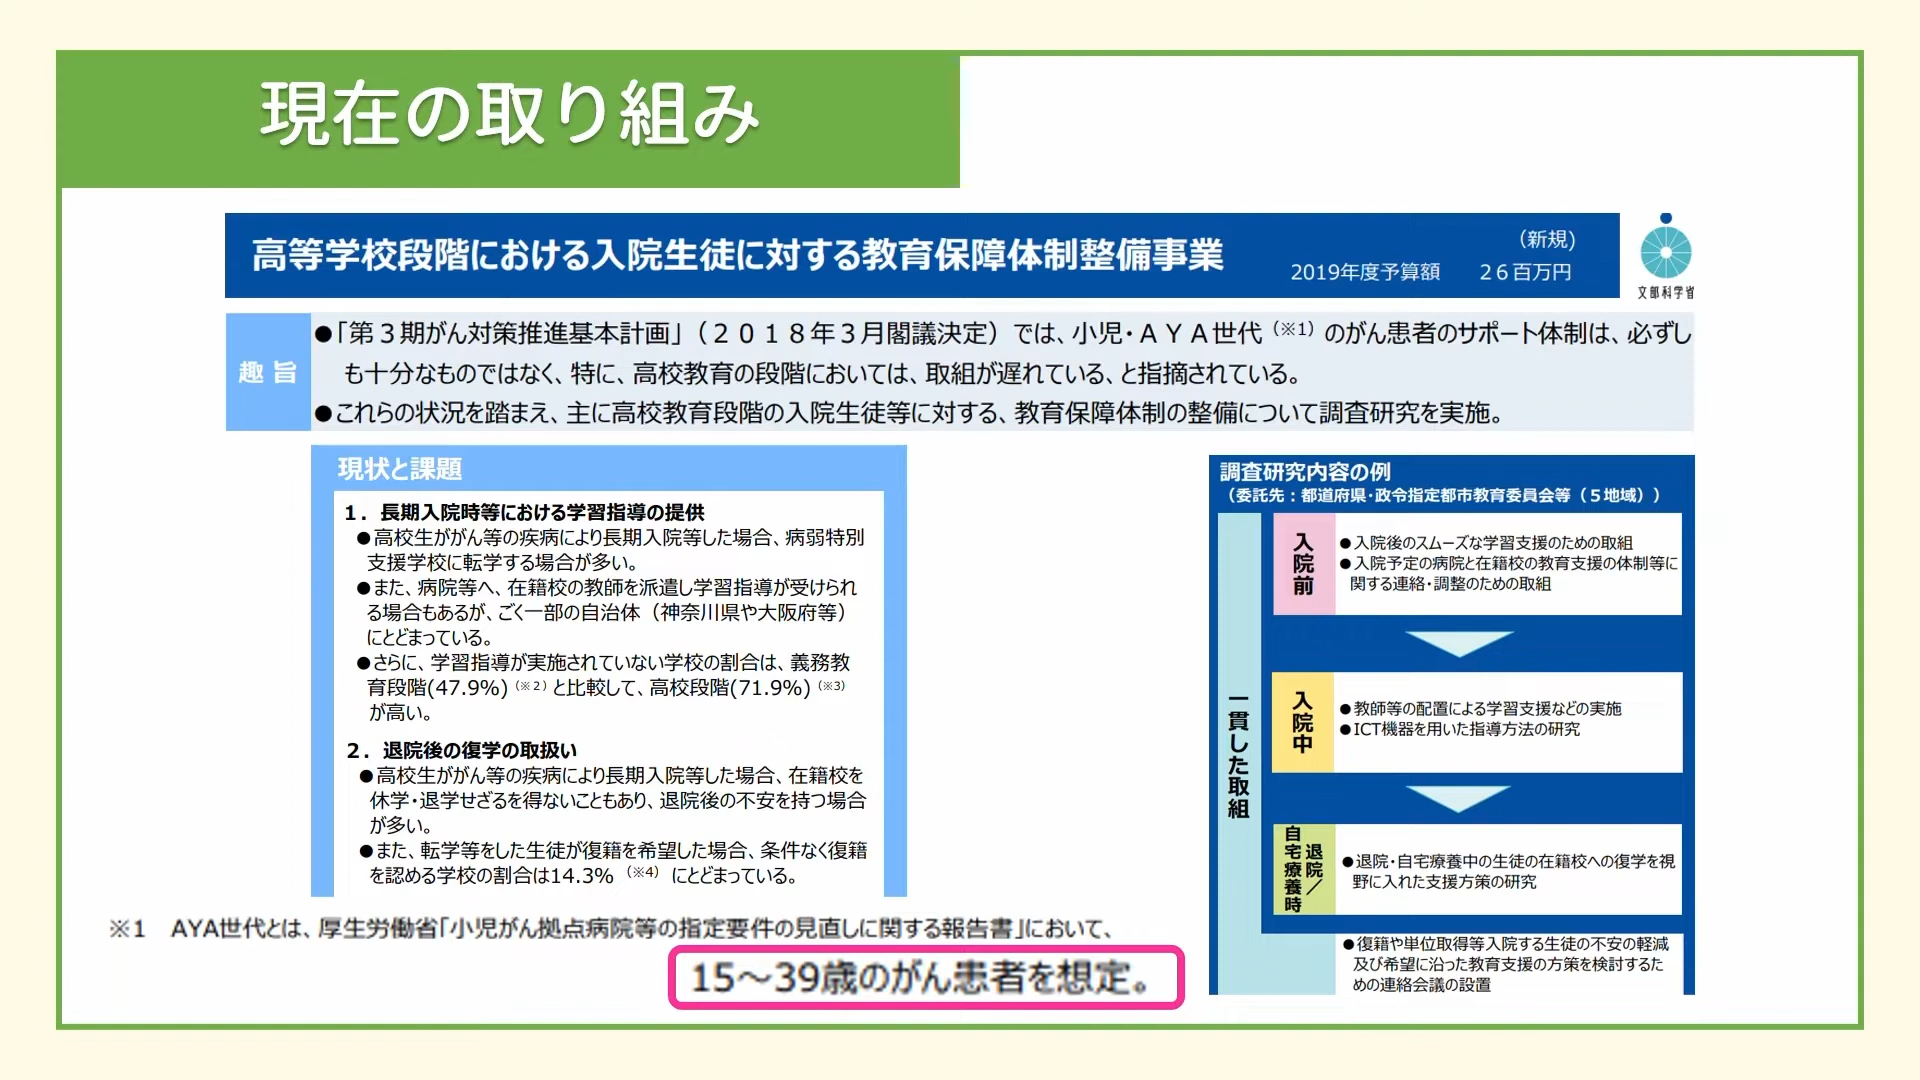 現在の取り組み
高等学校段階における入院生徒に対する教育保障体制整備事業
（新規）
2019年度予算額　２６百万円
文部科学省
趣旨
●「第３期がん対策推進基本計画」（２０１８年３月閣議決定）では、小児・ＡＹＡ世代（※1）のがん患者のサポート体制は、必ずし
も十分なものではなく、特に、高校教育の段階においては、取組が遅れている、と指摘されている。
●これらの状況を踏まえ、主に高校教育段階の入院生徒等に対する、教育保障体制の整備について調査研究を実施。
現状と課題
１．長期入院時等における学習指導の提供
●高校生ががん等の疾病により長期入院等した場合、病弱特別
支援学校に転学する場合が多い。
●また、病院等へ、在籍校の教師を派遣し学習指導が受けられ
る場合もあるが、ごく一部の自治体（神奈川県や大阪府等）
にとどまっている。
●さらに、学習指導が実施されていない学校の割合は、義務教
育段階(47.9%)（※２）と比較して、高校段階(71.9%)（※3）
が高い。
２．退院後の復学の取扱い
●高校生ががん等の疾病により長期入院等した場合、在籍校を
休学・退学せざるを得ないこともあり、退院後の不安を持つ場合
が多い。
●また、転学等をした生徒が復籍を希望した場合、条件なく復籍
を認める学校の割合は14.3%（※4）にとどまっている。
※１　AYA世代とは、厚生労働省「小児がん拠点病院等の指定要件の見直しに関する報告書」において、
15～39歳のがん患者を想定。
調査研究内容の例
（委託先：都道府県・政令指定都市教育委員会等（５地域））
一貫した取組
入院前
●入院後のスムーズな学習支援のための取組
●入院予定の病院と在籍校の教育支援の体制等に
関する連絡・調整のための取組
入院中
●教師等の配置による学習支援などの実施
●ICT機器を用いた指導方法の研究
退院／
自宅療養時
●退院・自宅療養中の生徒の在籍校への復学を視
野に入れた支援方策の研究
●復籍や単位取得等入院する生徒の不安の軽減
及び希望に沿った教育支援の方策を検討するた
めの連絡会議の設置